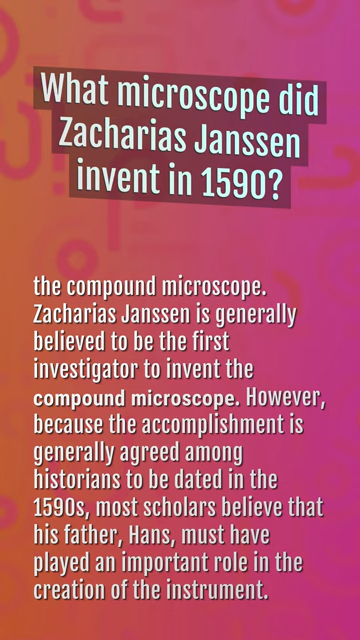 What microscope did
Zacharias Janssen
invent in 1590?
the compound microscope.
Zacharias Janssen is generally
believed to be the first
investigator to invent the
compound microscope. However,
because the accomplishment is
generally agreed among
historians to be dated in the
1590s, most scholars believe that
his father, Hans, must have
played an important role in the
creation of the instrument.